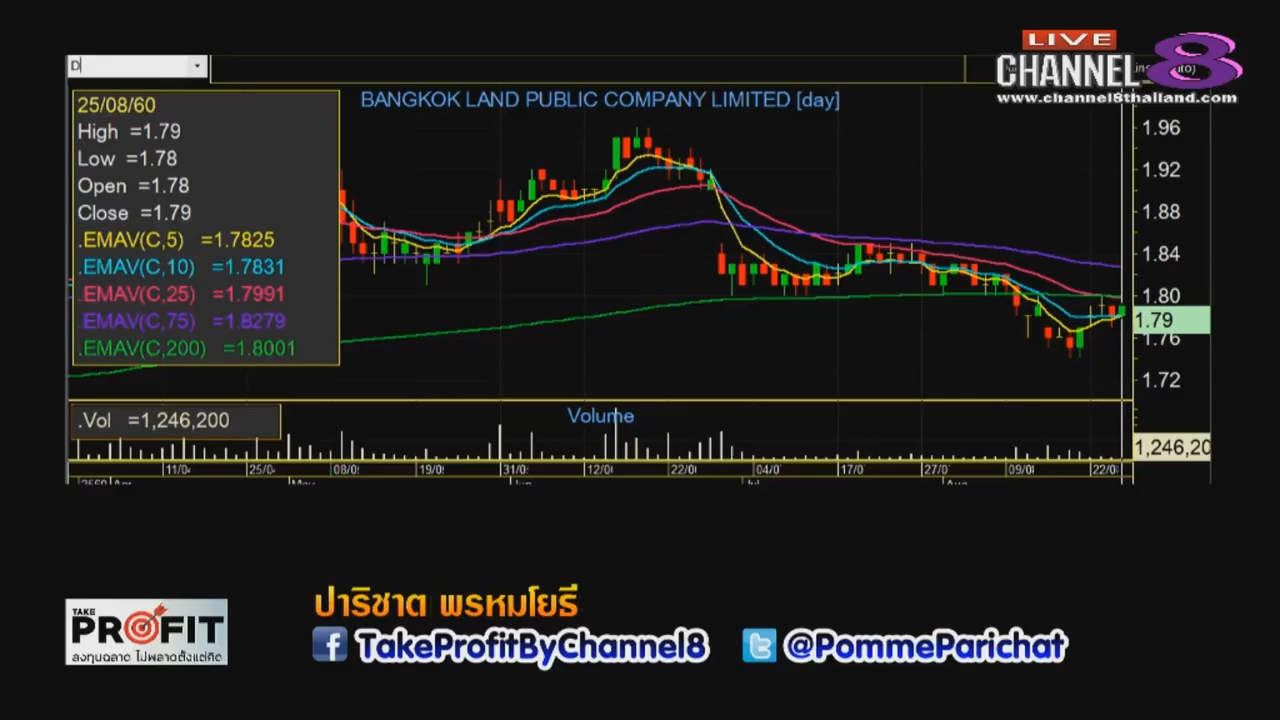 LIVE
CHANNEL 8
www.channel8thailand.com
D
BANGKOK LAND PUBLIC COMPANY LIMITED [day]
25/08/60
High =1.79
Low =1.78
Open =1.78
Close =1.79
.EMAV(C,5) =1.7825
.EMAV(C,10) =1.7831
.EMAV(C,25) =1.7991
.EMAV(C,75) =1.8279
.EMAV(C,200) =1.8001
1.96
1.92
1.88
1.84
1.80
1.79
1.76
1.72
.Vol =1,246,200
Volume
1,246,20
11/0 25/0 08/0 19/0 31/0 12/0 22/0 04/0 17/0 27/0 09/0 22/0
2560 Apr May Jun Jul Aug
TAKE
PROFIT
ลงทุนฉลาด ไม่พลาดตั้งแต่คิด
ปาริชาต พรหมโยธี
f TakeProfitByChannel8 t @PommeParichat